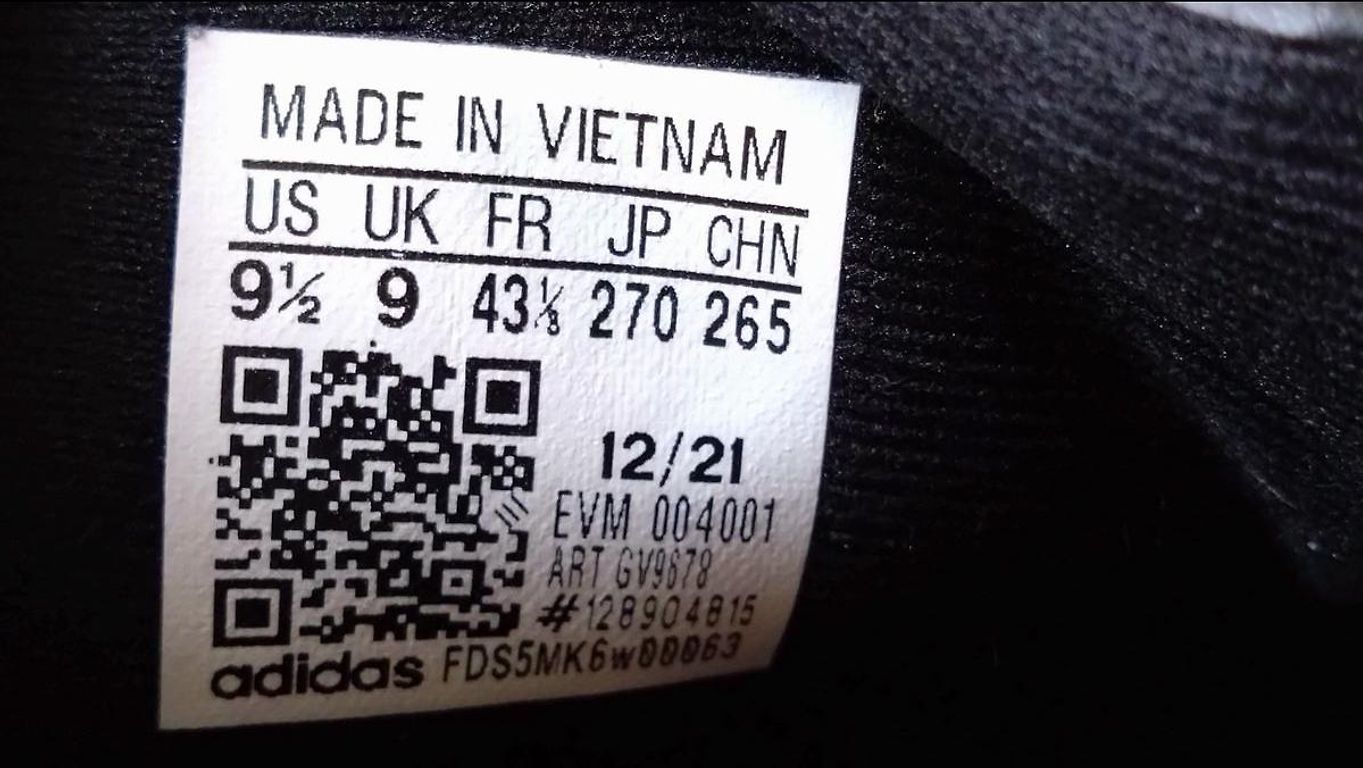 MADE IN VIETNAM
US UK FR JP CHN
9½ 9 43⅓ 270 265
12/21
EVM 004001
ART GV9678
#128904815
adidas FDS5MK6w00063